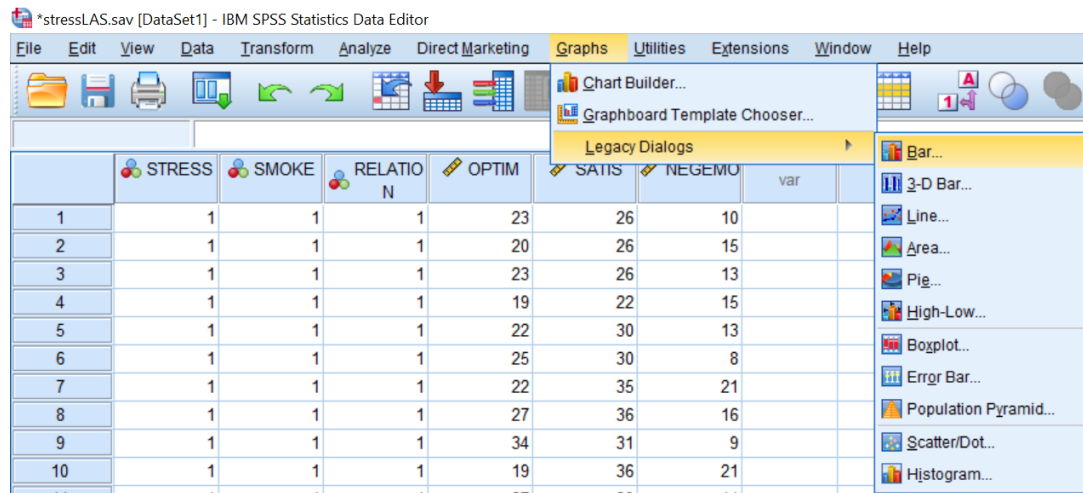 *stressLAS.sav [DataSet1] - IBM SPSS Statistics Data Editor
File Edit View Data Transform Analyze Direct Marketing Graphs Utilities Extensions Window Help
Chart Builder...
Graphboard Template Chooser...
Legacy Dialogs
A
1
Bar...
3-D Bar...
Line...
Area...
Pie...
High-Low...
Boxplot...
Error Bar...
Population Pyramid...
Scatter/Dot...
Histogram...
STRESS SMOKE RELATIO
N OPTIM SATIS NEGEMO var
1 1 1 1 23 26 10
2 1 1 1 20 26 15
3 1 1 1 23 26 13
4 1 1 1 19 22 15
5 1 1 1 22 30 13
6 1 1 1 25 30 8
7 1 1 1 22 35 21
8 1 1 1 27 36 16
9 1 1 1 34 31 9
10 1 1 1 19 36 21